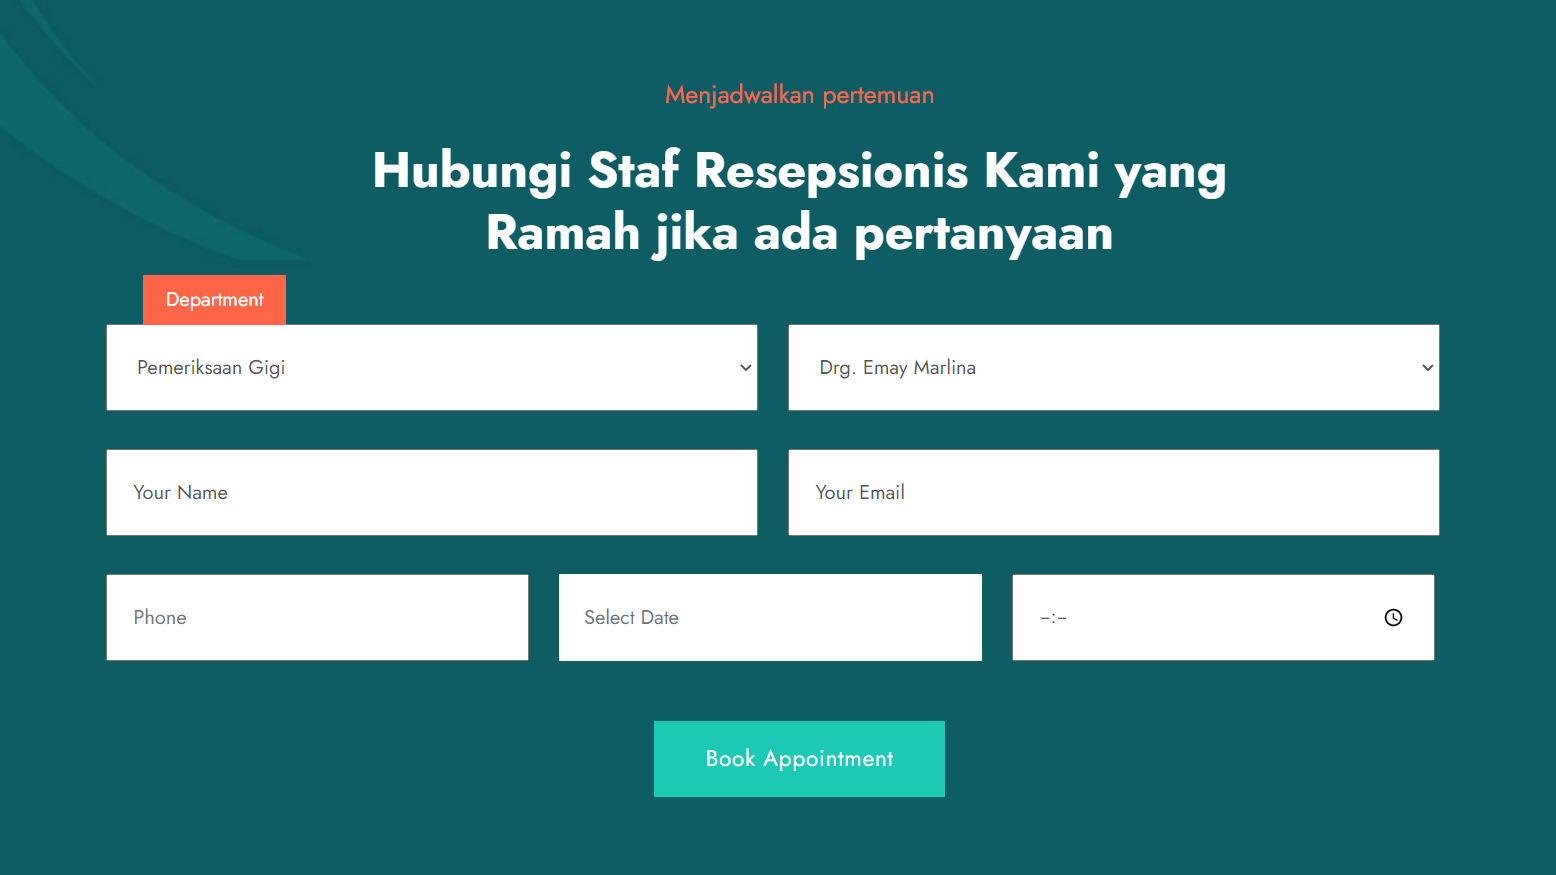 Menjadwalkan pertemuan
Hubungi Staf Resepsionis Kami yang
Ramah jika ada pertanyaan
Department
Pemeriksaan Gigi
Drg. Emay Marlina
Your Name
Your Email
Phone
Select Date
--:--
Book Appointment